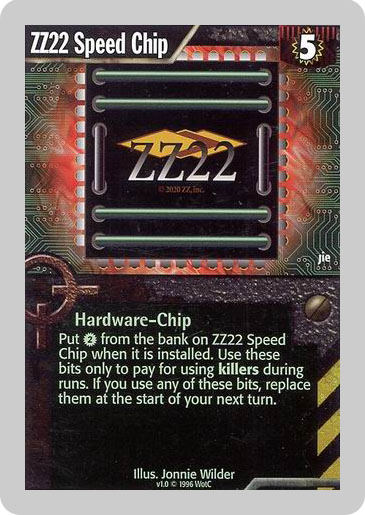 ZZ22 Speed Chip
5
ZZ22
© 2020 ZZ, Inc.
Jie
Hardware-Chip
Put 2 from the bank on ZZ22 Speed
Chip when it is installed. Use these
bits only to pay for using killers during
runs. If you use any of these bits, replace
them at the start of your next turn.
Illus. Jonnie Wilder
v1.0 © 1996 WotC